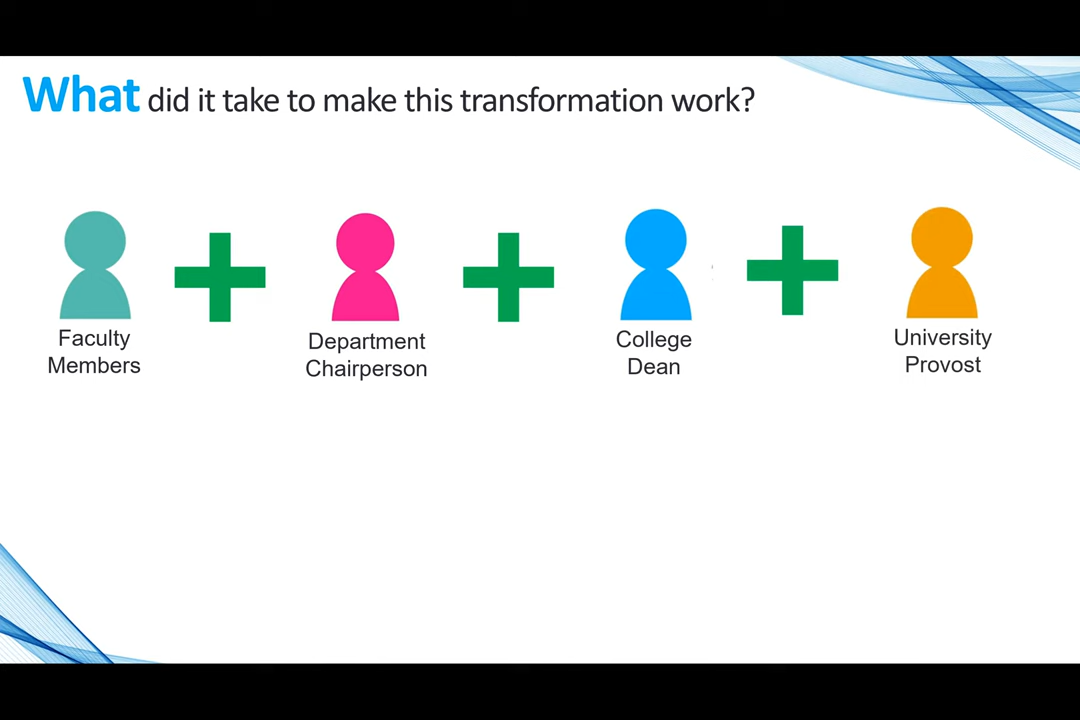 What did it take to make this transformation work?
Faculty
Members
Department
Chairperson
College
Dean
University
Provost